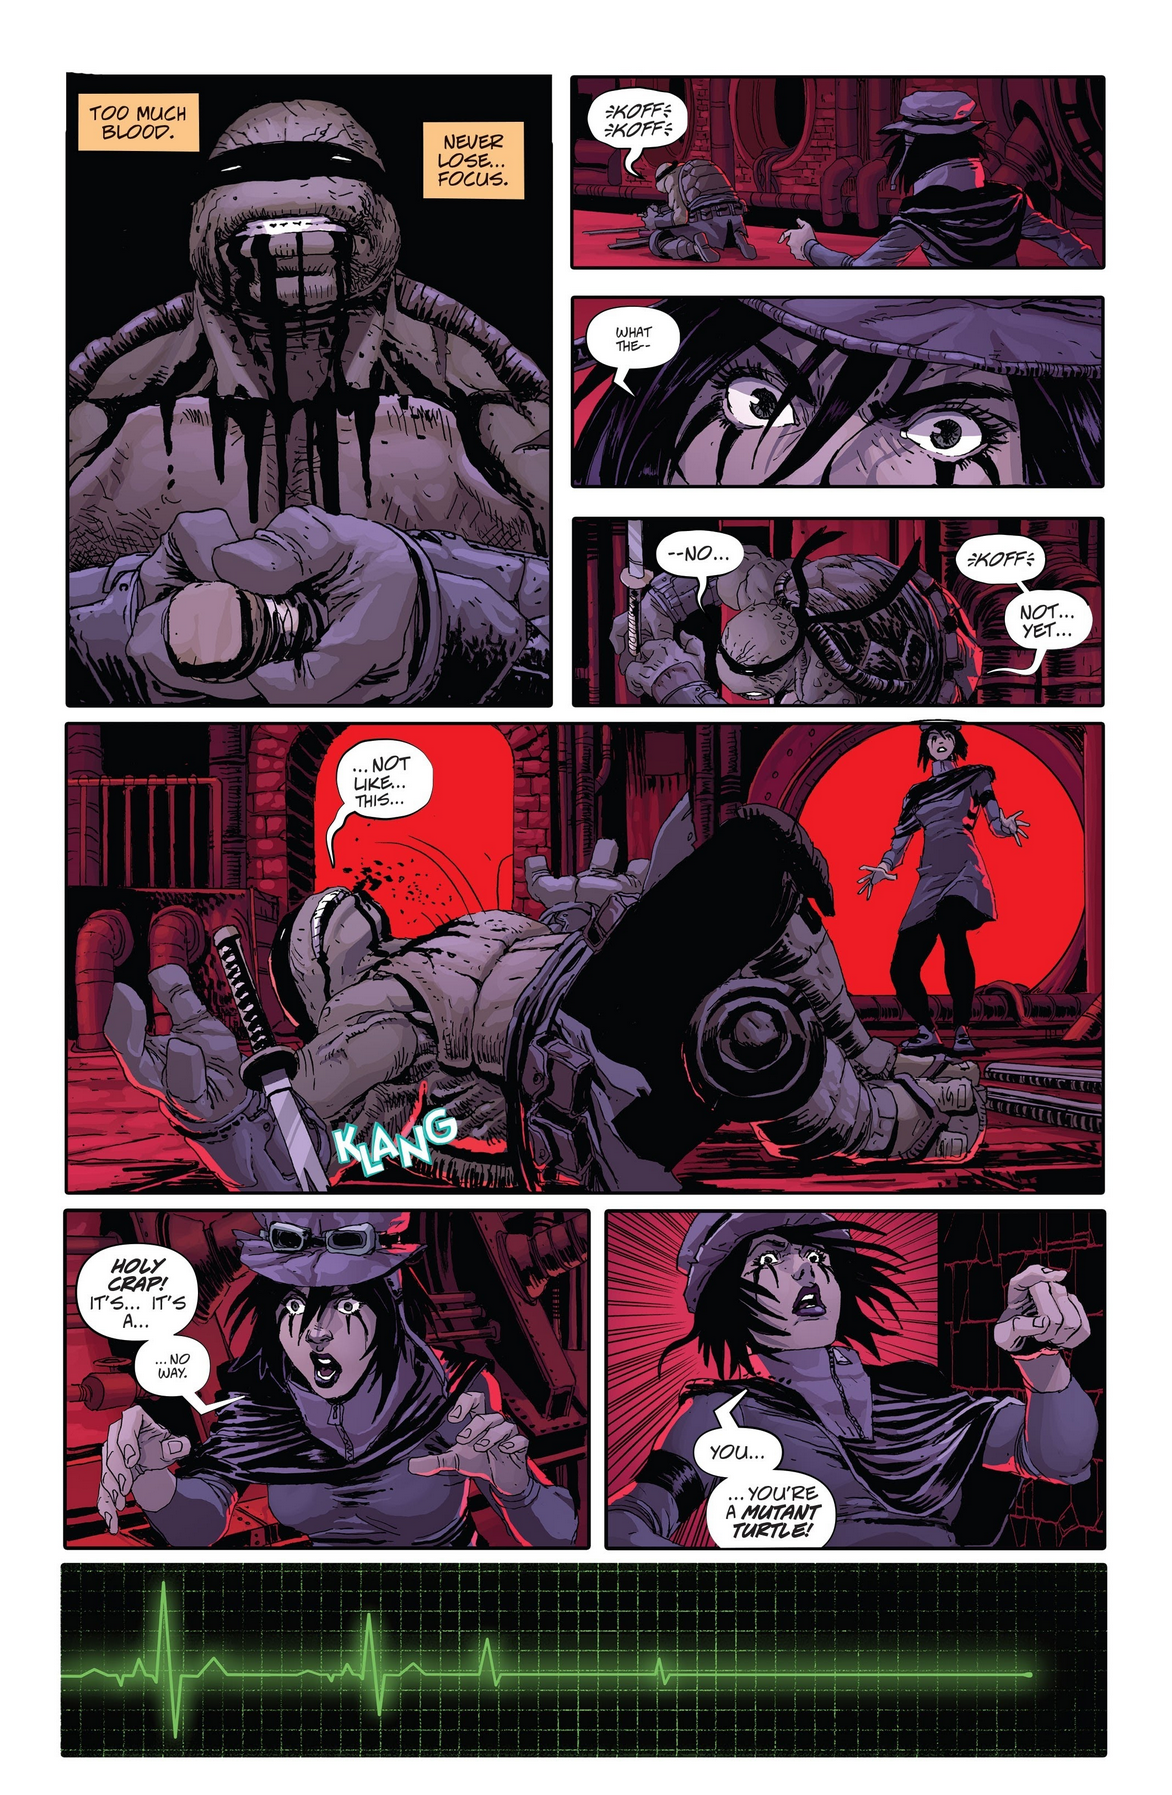 TOO MUCH
BLOOD.
NEVER
LOSE...
FOCUS.
KOFF
KOFF
WHAT
THE--
--NO...
KOFF
NOT...
YET...
...NOT
LIKE...
THIS...
KLANG
HOLY
CRAP!
IT'S... IT'S
A...
...NO
WAY.
YOU...
...YOU'RE
A MUTANT
TURTLE!